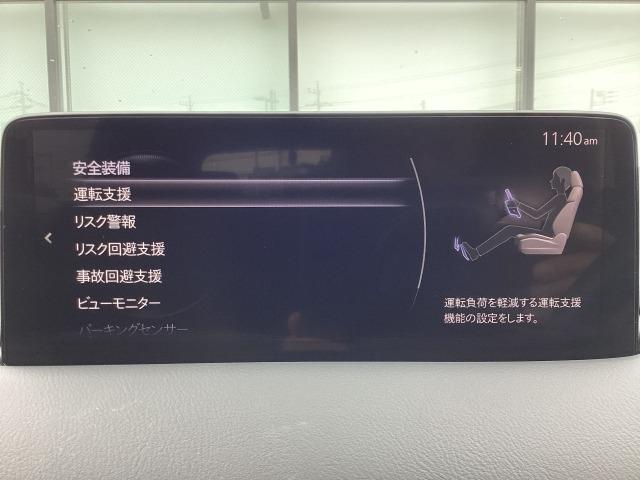 11:40am
安全装備
運転支援
リスク警報
リスク回避支援
事故回避支援
ビューモニター
パーキングセンサー
運転負荷を軽減する運転支援
機能の設定をします。